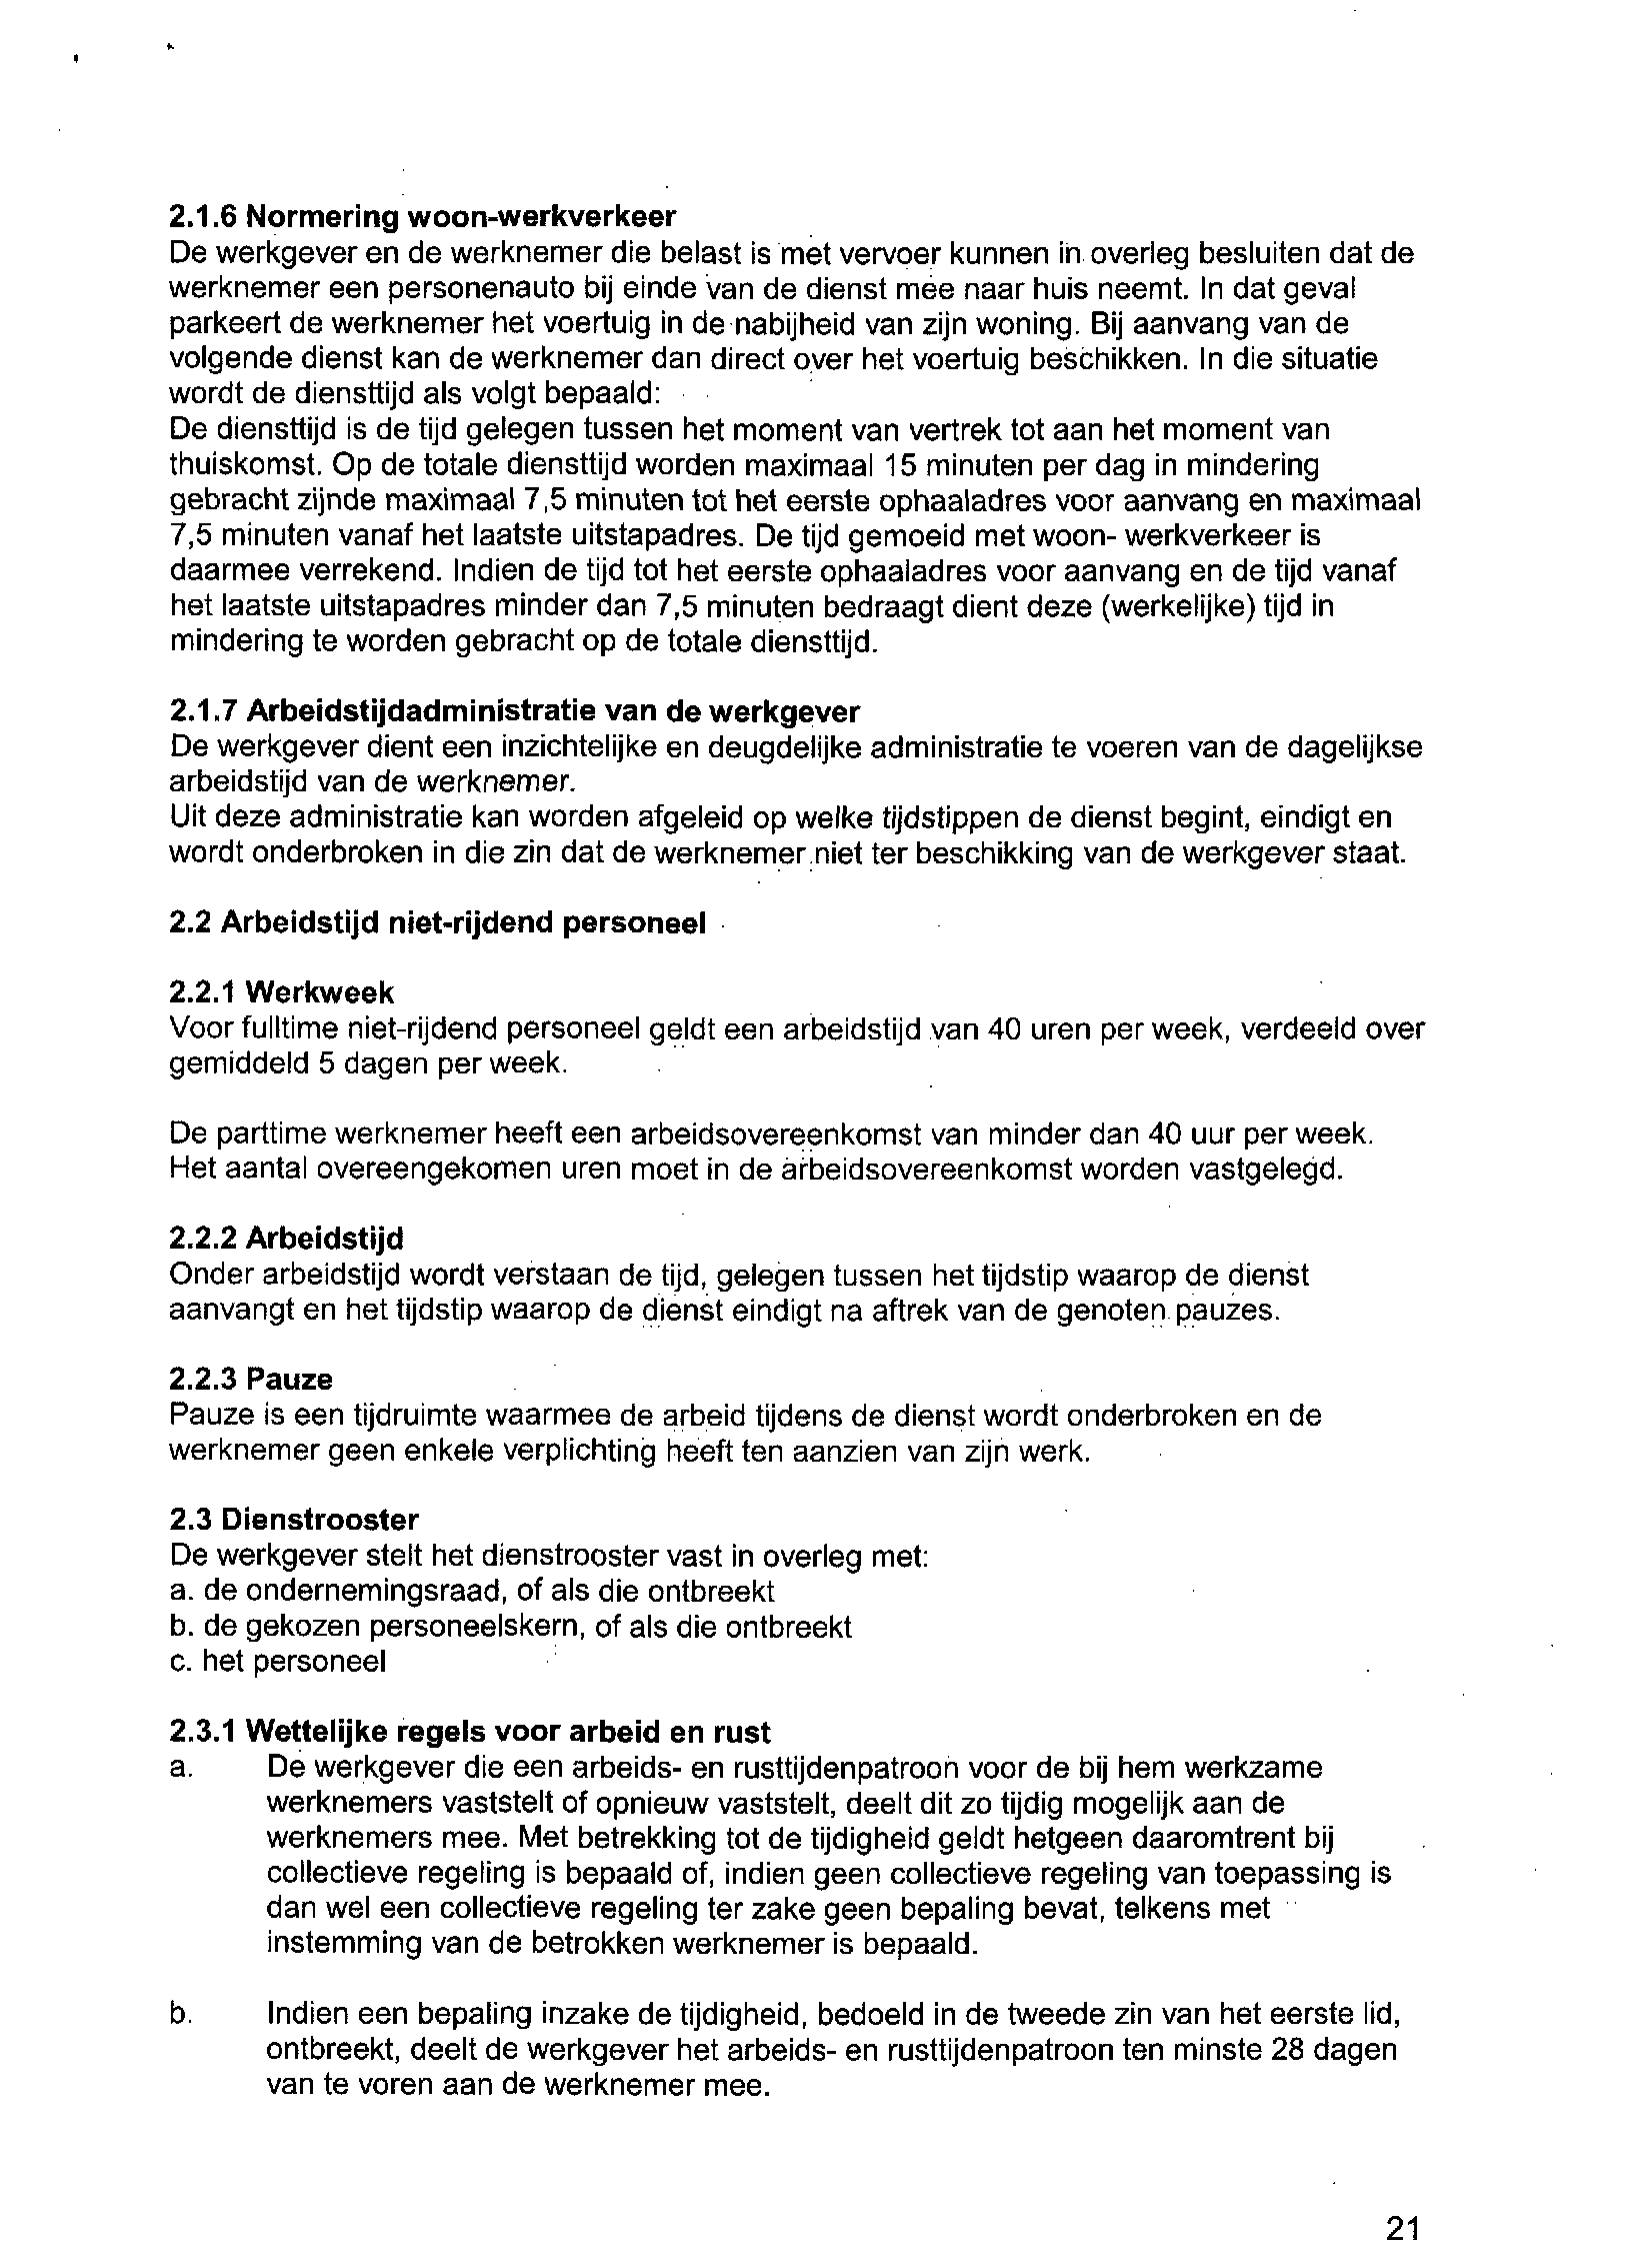 2.1.6 Normering woon-werkverkeer
De werkgever en de werknemer die belast is met vervoer kunnen in overleg besluiten dat de
werknemer een personenauto bij einde van de dienst mee naar huis neemt. In dat geval
parkeert de werknemer het voertuig in de nabijheid van zijn woning. Bij aanvang van de
volgende dienst kan de werknemer dan direct over het voertuig beschikken. In die situatie
wordt de diensttijd als volgt bepaald:
De diensttijd is de tijd gelegen tussen het moment van vertrek tot aan het moment van
thuiskomst. Op de totale diensttijd worden maximaal 15 minuten per dag in mindering
gebracht zijnde maximaal 7,5 minuten tot het eerste ophaaladres voor aanvang en maximaal
7,5 minuten vanaf het laatste uitstapadres. De tijd gemoeid met woon- werkverkeer is
daarmee verrekend. Indien de tijd tot het eerste ophaaladres voor aanvang en de tijd vanaf
het laatste uitstapadres minder dan 7,5 minuten bedraagt dient deze (werkelijke) tijd in
mindering te worden gebracht op de totale diensttijd.
2.1.7 Arbeidstijdadministratie van de werkgever
De werkgever dient een inzichtelijke en deugdelijke administratie te voeren van de dagelijkse
arbeidstijd van de werknemer.
Uit deze administratie kan worden afgeleid op welke tijdstippen de dienst begint, eindigt en
wordt onderbroken in die zin dat de werknemer niet ter beschikking van de werkgever staat.
2.2 Arbeidstijd niet-rijdend personeel
2.2.1 Werkweek
Voor fulltime niet-rijdend personeel geldt een arbeidstijd van 40 uren per week, verdeeld over
gemiddeld 5 dagen per week.
De parttime werknemer heeft een arbeidsovereenkomst van minder dan 40 uur per week.
Het aantal overeengekomen uren moet in de arbeidsovereenkomst worden vastgelegd.
2.2.2 Arbeidstijd
Onder arbeidstijd wordt verstaan de tijd, gelegen tussen het tijdstip waarop de dienst
aanvangt en het tijdstip waarop de dienst eindigt na aftrek van de genoten pauzes.
2.2.3 Pauze
Pauze is een tijdruimte waarmee de arbeid tijdens de dienst wordt onderbroken en de
werknemer geen enkele verplichting heeft ten aanzien van zijn werk.
2.3 Dienstrooster
De werkgever stelt het dienstrooster vast in overleg met:
a. de ondernemingsraad, of als die ontbreekt
b. de gekozen personeelskern, of als die ontbreekt
c. het personeel
2.3.1 Wettelijke regels voor arbeid en rust
a. De werkgever die een arbeids- en rusttijdenpatroon voor de bij hem werkzame
werknemers vaststelt of opnieuw vaststelt, deelt dit zo tijdig mogelijk aan de
werknemers mee. Met betrekking tot de tijdigheid geldt hetgeen daaromtrent bij
collectieve regeling is bepaald of, indien geen collectieve regeling van toepassing is
dan wel een collectieve regeling ter zake geen bepaling bevat, telkens met
instemming van de betrokken werknemer is bepaald.
b. Indien een bepaling inzake de tijdigheid, bedoeld in de tweede zin van het eerste lid,
ontbreekt, deelt de werkgever het arbeids- en rusttijdenpatroon ten minste 28 dagen
van te voren aan de werknemer mee.
21